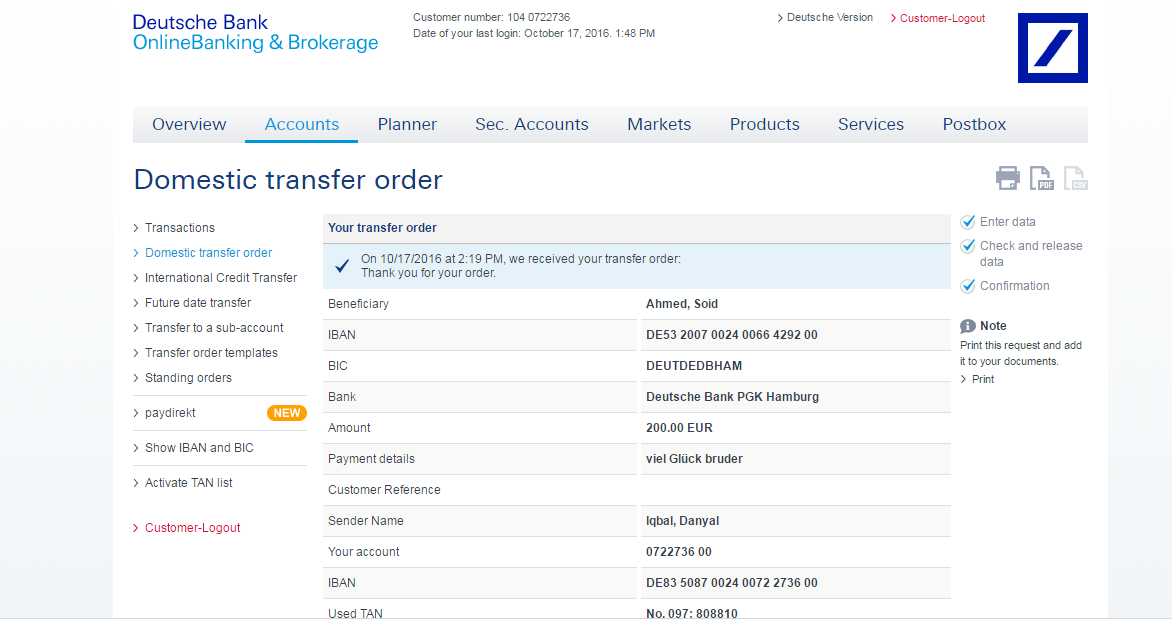 Deutsche Bank
OnlineBanking & Brokerage
Customer number: 104 0722736
Date of your last login: October 17, 2016. 1:48 PM
Deutsche Version
Customer-Logout
Overview Accounts Planner Sec. Accounts Markets Products Services Postbox
Domestic transfer order
PDF
CSV
Transactions
Domestic transfer order
International Credit Transfer
Future date transfer
Transfer to a sub-account
Transfer order templates
Standing orders
paydirekt NEW
Show IBAN and BIC
Activate TAN list
Customer-Logout
Your transfer order
On 10/17/2016 at 2:19 PM, we received your transfer order:
Thank you for your order.
Beneficiary Ahmed, Soid
IBAN DE53 2007 0024 0066 4292 00
BIC DEUTDEDBHAM
Bank Deutsche Bank PGK Hamburg
Amount 200.00 EUR
Payment details viel Glück bruder
Customer Reference
Sender Name Iqbal, Danyal
Your account 0722736 00
IBAN DE83 5087 0024 0072 2736 00
Used TAN No. 097: 808810
Enter data
Check and release
data
Confirmation
Note
Print this request and add
it to your documents.
Print